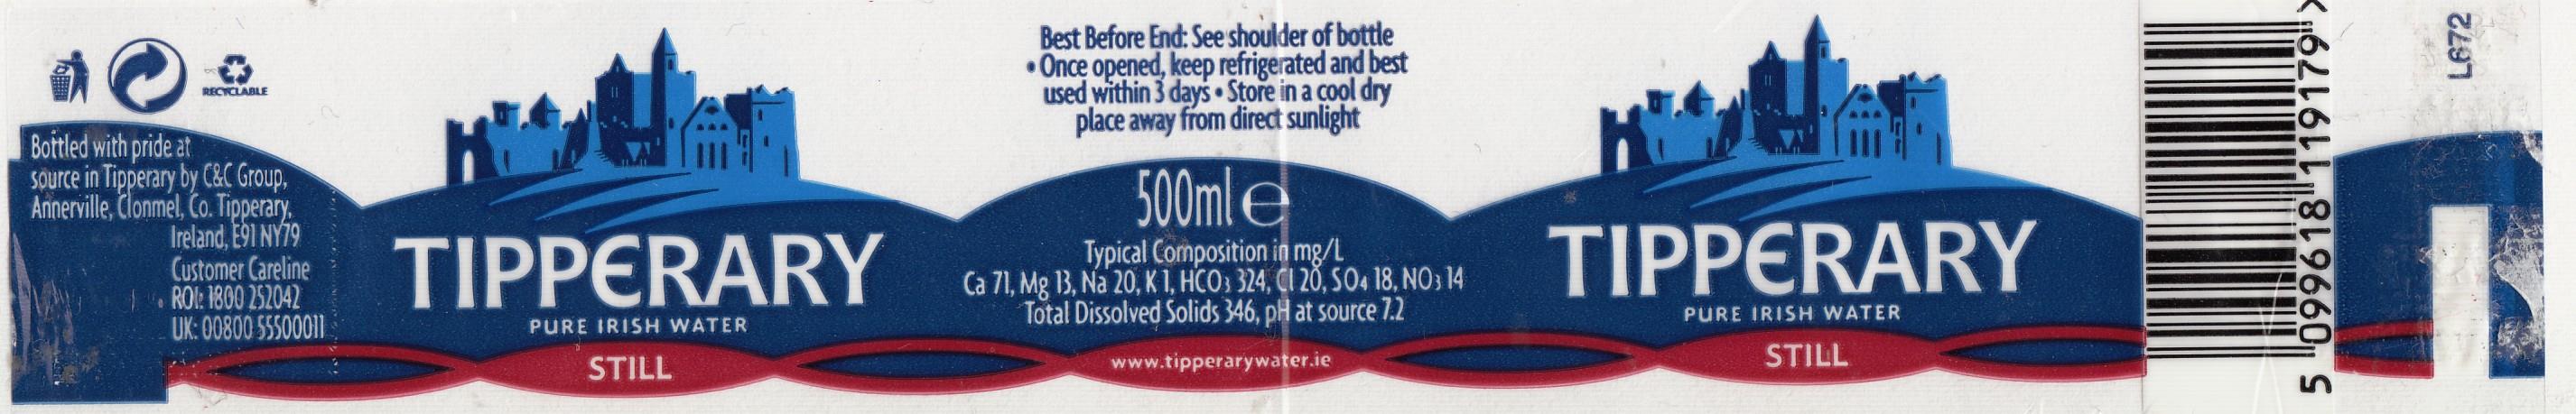 RECYCLABLE
Bottled with pride at
source in Tipperary by C&C Group,
Annerville, Clonmel, Co. Tipperary,
Ireland, E91 NY79
Customer Careline
ROI: 1800 252042
UK: 00800 55500011
TIPPERARY
PURE IRISH WATER
STILL
Best Before End: See shoulder of bottle
• Once opened, keep refrigerated and best
used within 3 days • Store in a cool dry
place away from direct sunlight
500ml e
Typical Composition in mg/L
Ca 71, Mg 13, Na 20, K 1, HCO₃ 324, Cl 20, SO₄ 18, NO₃ 14
Total Dissolved Solids 346, pH at source 7.2
www.tipperarywater.ie
TIPPERARY
PURE IRISH WATER
STILL
5 099618 119179 >
L672